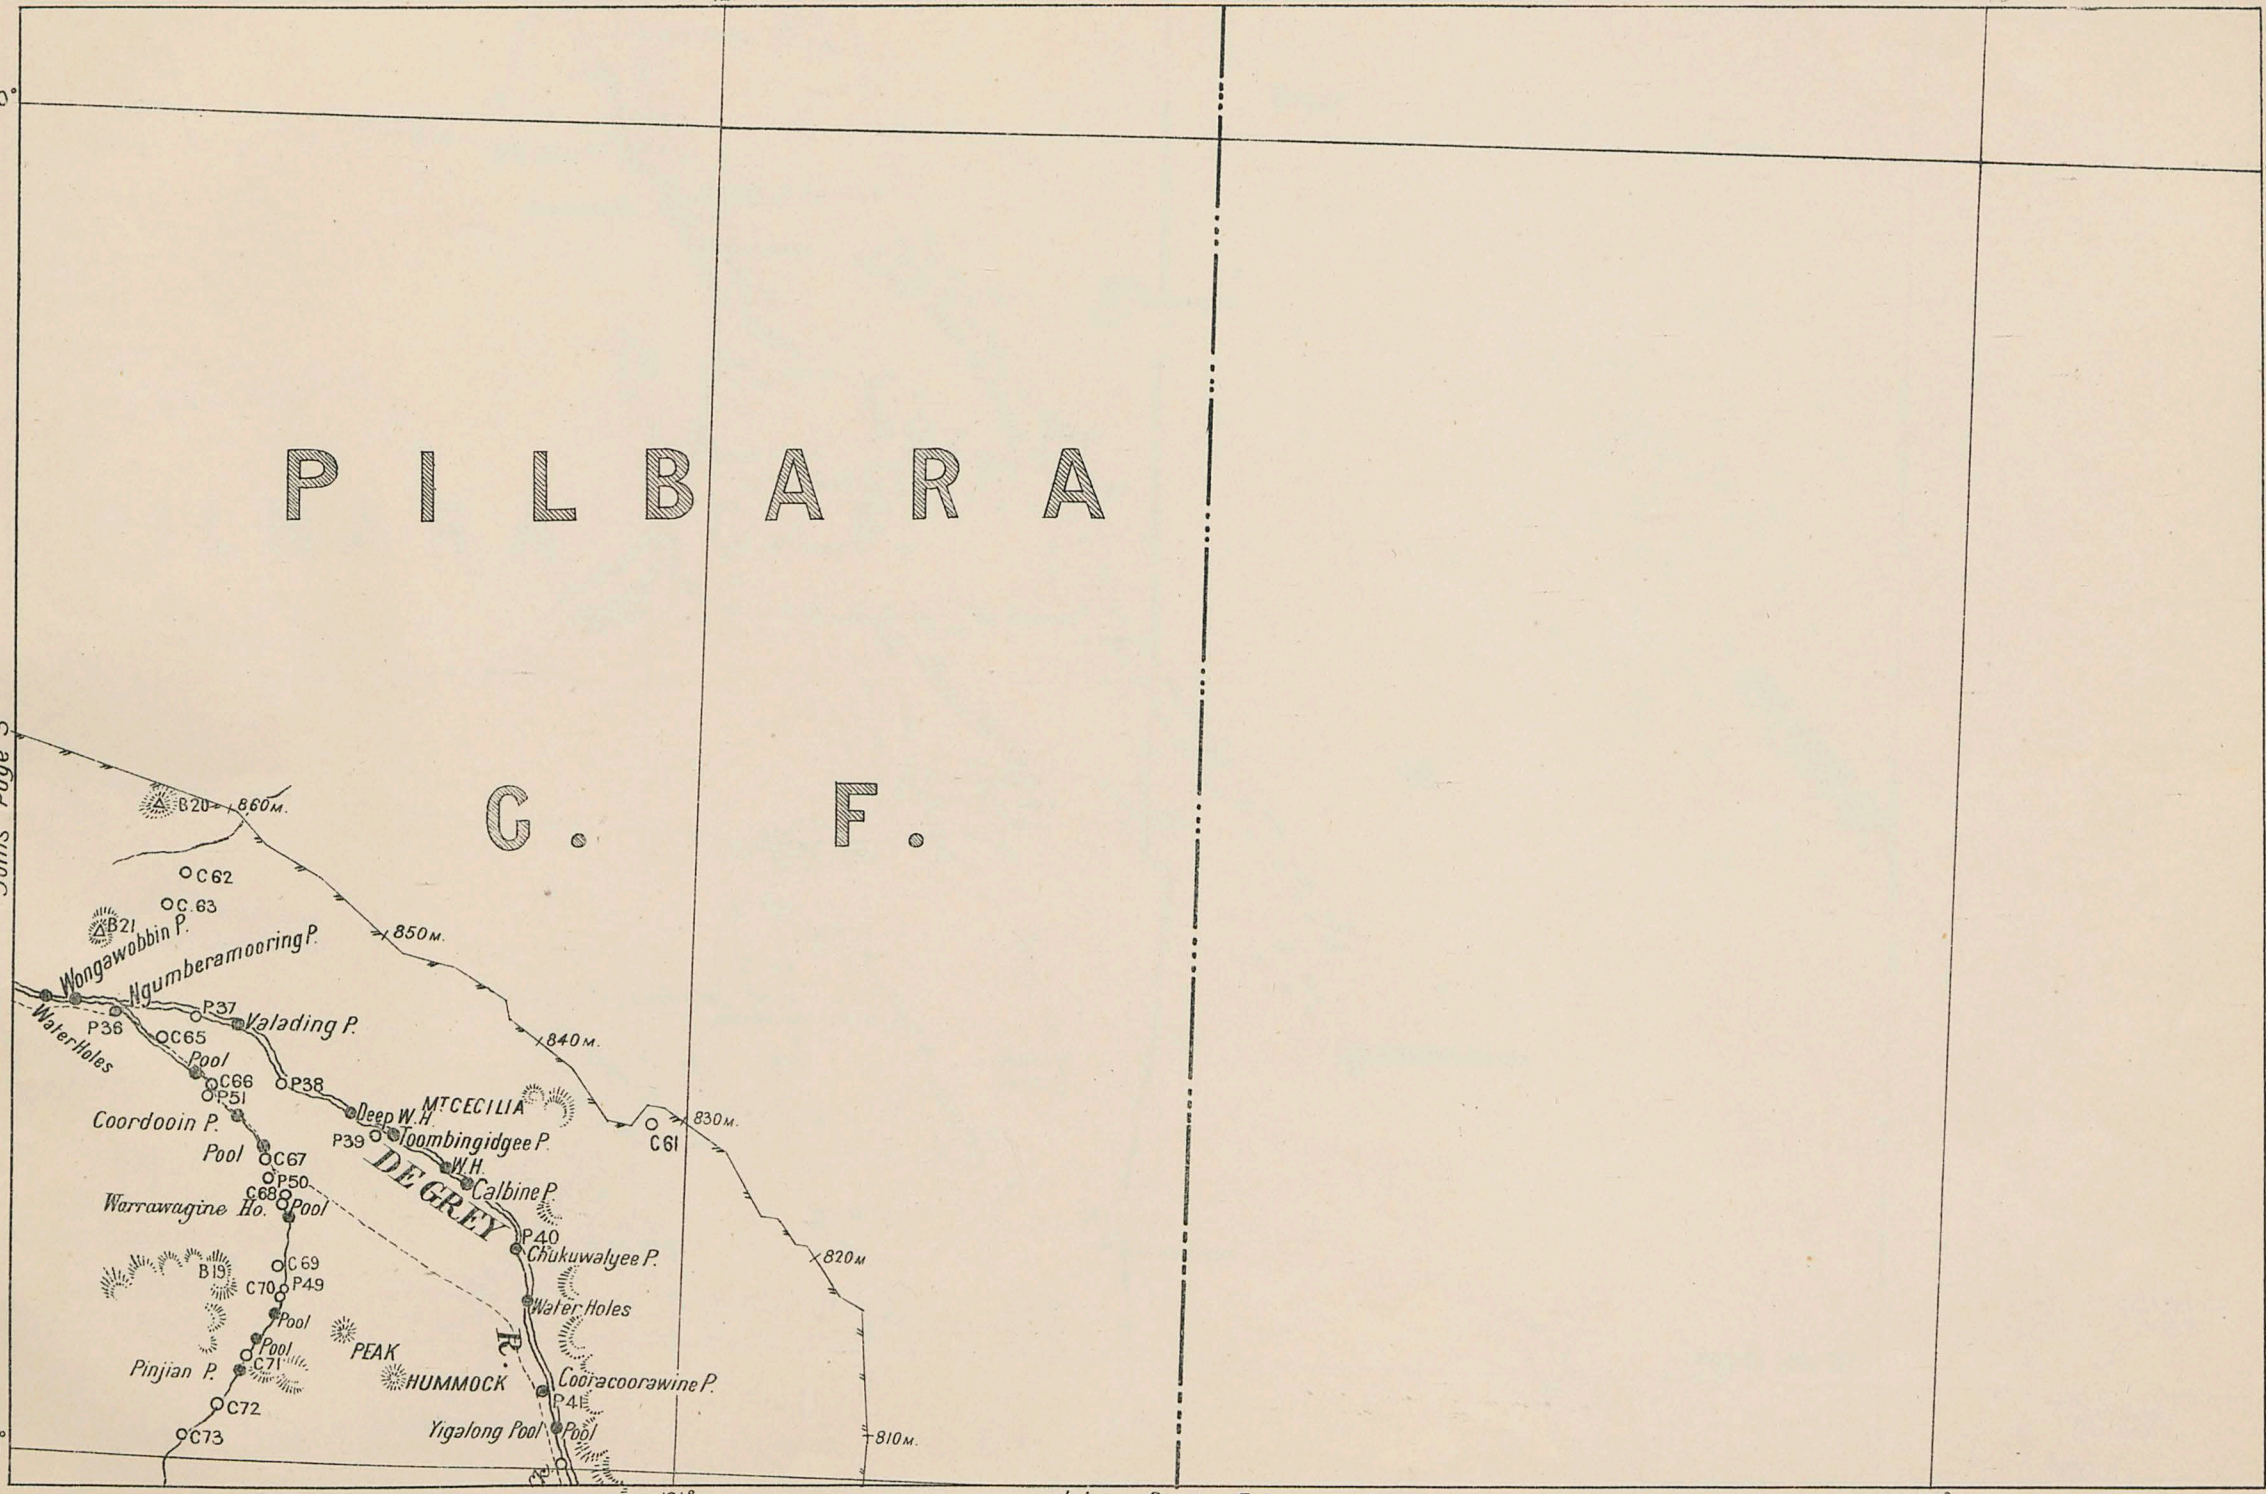 PILBARA
G. F.
B20
860M.
C62
C.63
B21
Wongawobbin P.
Ngumberamooring P.
850M.
P37
Valading P.
P36
Water Holes
C65
840M.
Pool
C66
P51
P38
Coordooin P.
Deep W.H.
MT CECILIA
830M.
C61
P39
Toombingidgee P.
Pool
C67
W.H.
DE GREY
P50
C68
Calbine P.
Warrawagine Ho.
Pool
P40
Chukuwalyee P.
820M
B19
C69
C70
P49
Water Holes
Pool
R.
Pool
PEAK
Pinjian P.
C71
HUMMOCK
Cooracoorawine P.
P41
C72
Yigalong Pool
Pool
C73
810M.
Ck.